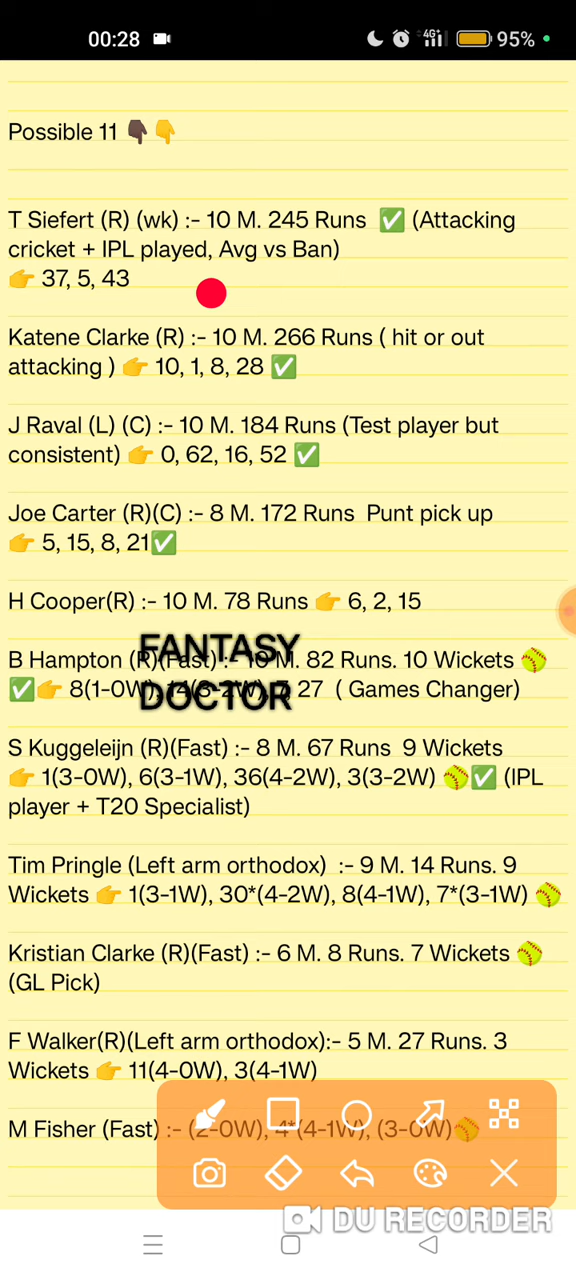 00:28 4G+ 95%
Possible 11 👇🏿👇
T Siefert (R) (wk) :- 10 M. 245 Runs ✅ (Attacking
cricket + IPL played, Avg vs Ban)
👉 37, 5, 43
Katene Clarke (R) :- 10 M. 266 Runs ( hit or out
attacking ) 👉 10, 1, 8, 28 ✅
J Raval (L) (C) :- 10 M. 184 Runs (Test player but
consistent) 👉 0, 62, 16, 52 ✅
Joe Carter (R)(C) :- 8 M. 172 Runs Punt pick up
👉 5, 15, 8, 21✅
H Cooper(R) :- 10 M. 78 Runs 👉 6, 2, 15
FANTASY
B Hampton (R)(Fast) :- 10 M. 82 Runs. 10 Wickets 🥎
✅👉 8(1-0W), 14(3-2W), 27 ( Games Changer)
DOCTOR
S Kuggeleijn (R)(Fast) :- 8 M. 67 Runs 9 Wickets
👉 1(3-0W), 6(3-1W), 36(4-2W), 3(3-2W) 🥎✅ (IPL
player + T20 Specialist)
Tim Pringle (Left arm orthodox) :- 9 M. 14 Runs. 9
Wickets 👉 1(3-1W), 30*(4-2W), 8(4-1W), 7*(3-1W) 🥎
Kristian Clarke (R)(Fast) :- 6 M. 8 Runs. 7 Wickets 🥎
(GL Pick)
F Walker(R)(Left arm orthodox):- 5 M. 27 Runs. 3
Wickets 👉 11(4-0W), 3(4-1W)
M Fisher (Fast) :- (2-0W), 4*(4-1W), (3-0W)🥎
DU RECORDER